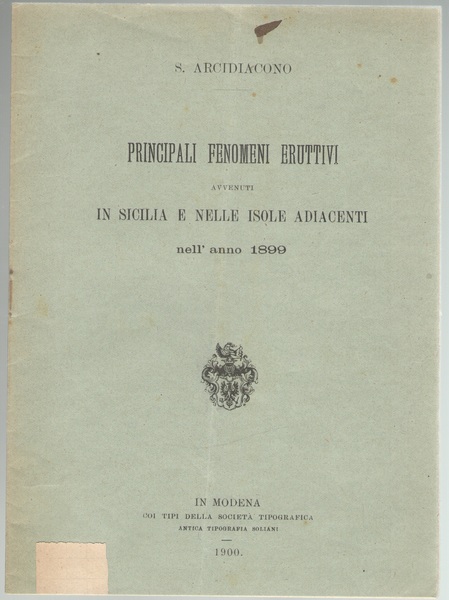 S. ARCIDIACONO
PRINCIPALI FENOMENI ERUTTIVI
AVVENUTI
IN SICILIA E NELLE ISOLE ADIACENTI
nell' anno 1899
IN MODENA
COI TIPI DELLA SOCIETÀ TIPOGRAFICA
ANTICA TIPOGRAFIA SOLIANI
1900.